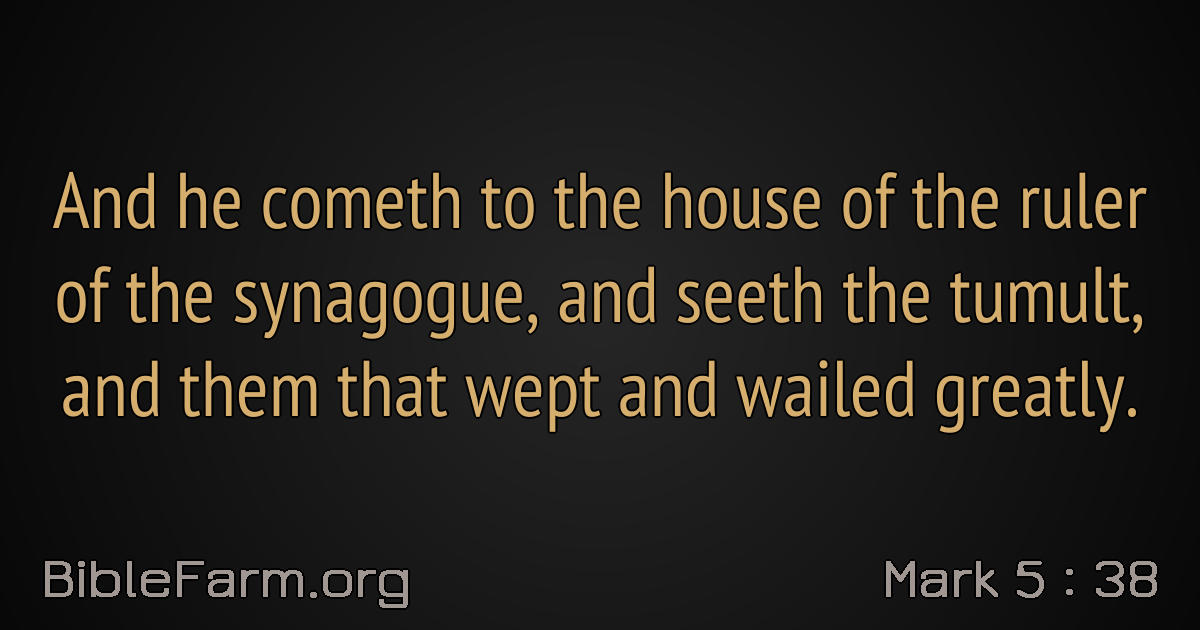 And he cometh to the house of the ruler
of the synagogue, and seeth the tumult,
and them that wept and wailed greatly.
BibleFarm.org
Mark 5 : 38